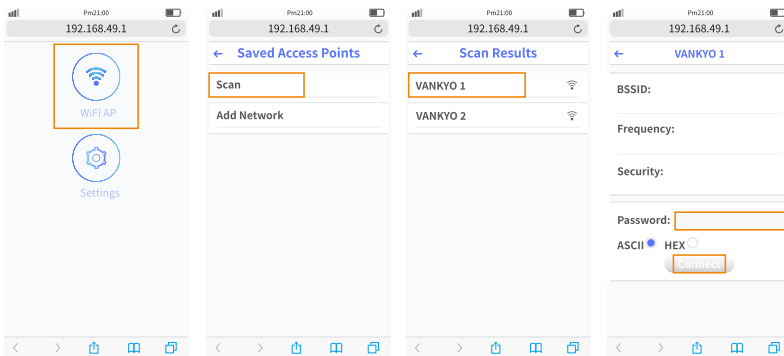 Pm21:00
192.168.49.1
WiFi AP
Settings
Pm21:00
192.168.49.1
← Saved Access Points
Scan
Add Network
Pm21:00
192.168.49.1
← Scan Results
VANKYO 1
VANKYO 2
Pm21:00
192.168.49.1
← VANKYO 1
BSSID:
Frequency:
Security:
Password:
ASCII HEX
Connect